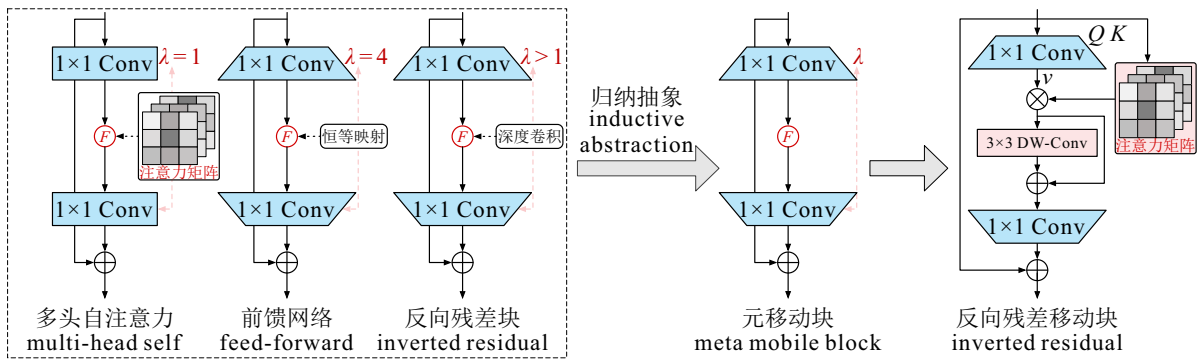 1×1 Conv
λ=1
F
注意力矩阵
1×1 Conv
多头自注意力
multi-head self
1×1 Conv
λ=4
F
恒等映射
1×1 Conv
前馈网络
feed-forward
1×1 Conv
λ>1
F
深度卷积
1×1 Conv
反向残差块
inverted residual
归纳抽象
inductive
abstraction
1×1 Conv
λ
F
1×1 Conv
元移动块
meta mobile block
1×1 Conv
Q K
v
注意力矩阵
3×3 DW-Conv
1×1 Conv
反向残差移动块
inverted residual